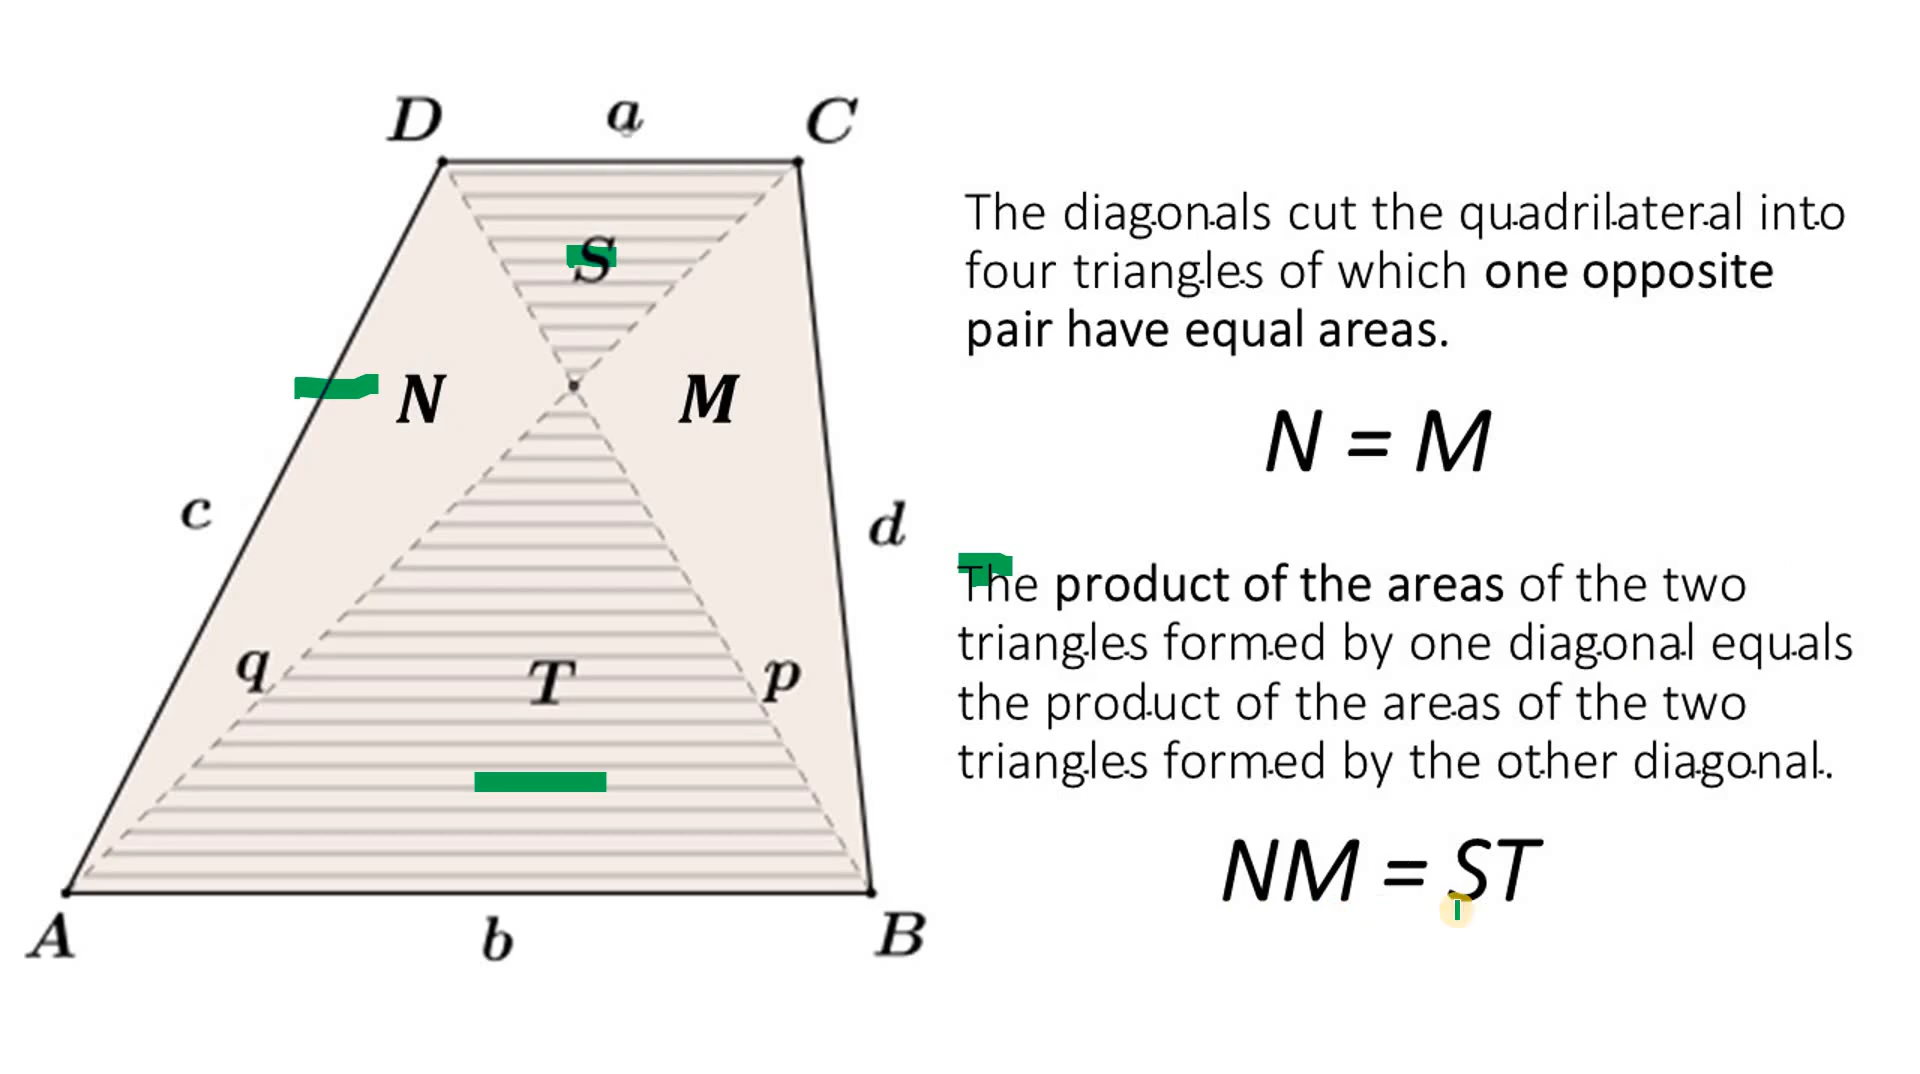 D a C
S
N M
c d
q T p
A b B
The diagonals cut the quadrilateral into
four triangles of which one opposite
pair have equal areas.
N = M
The product of the areas of the two
triangles formed by one diagonal equals
the product of the areas of the two
triangles formed by the other diagonal.
NM = ST